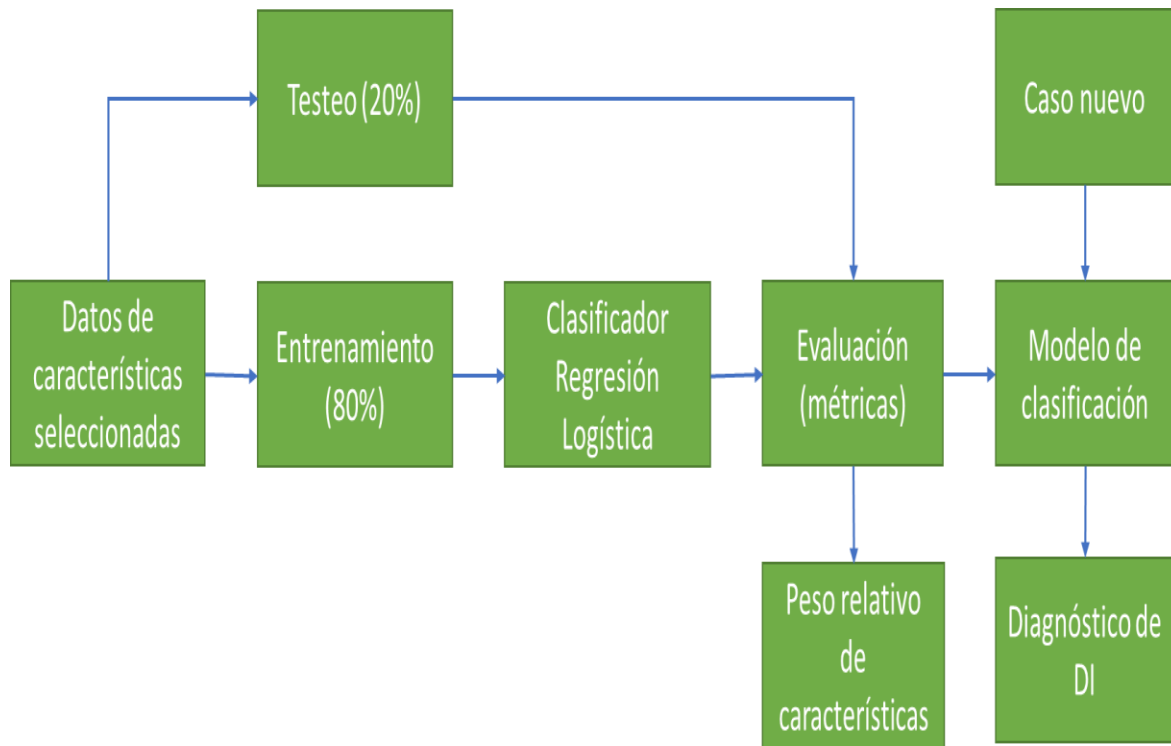 Testeo (20%)
Caso nuevo
Datos de
características
seleccionadas
Entrenamiento
(80%)
Clasificador
Regresión
Logística
Evaluación
(métricas)
Modelo de
clasificación
Peso relativo
de
características
Diagnóstico de
DI